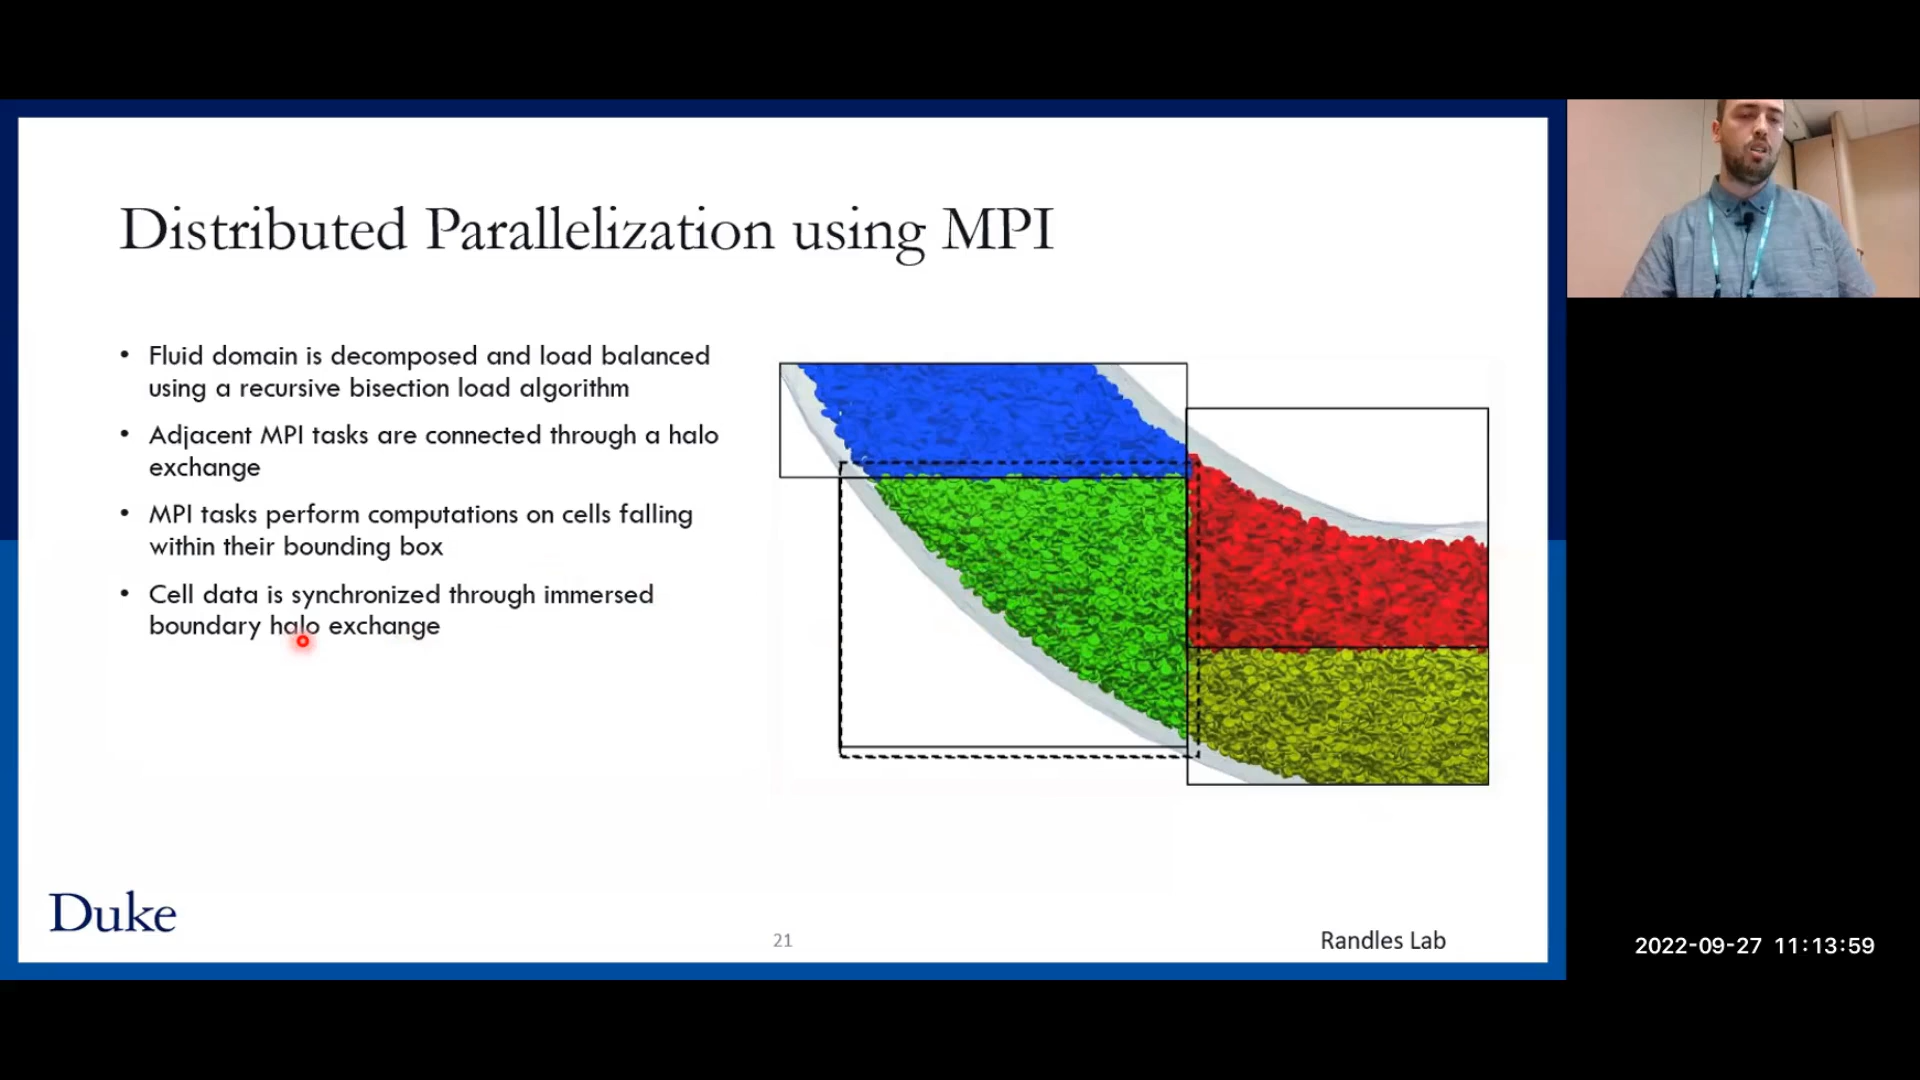 Distributed Parallelization using MPI
• Fluid domain is decomposed and load balanced
using a recursive bisection load algorithm
• Adjacent MPI tasks are connected through a halo
exchange
• MPI tasks perform computations on cells falling
within their bounding box
• Cell data is synchronized through immersed
boundary halo exchange
Duke
21
Randles Lab
2022-09-27 11:13:59